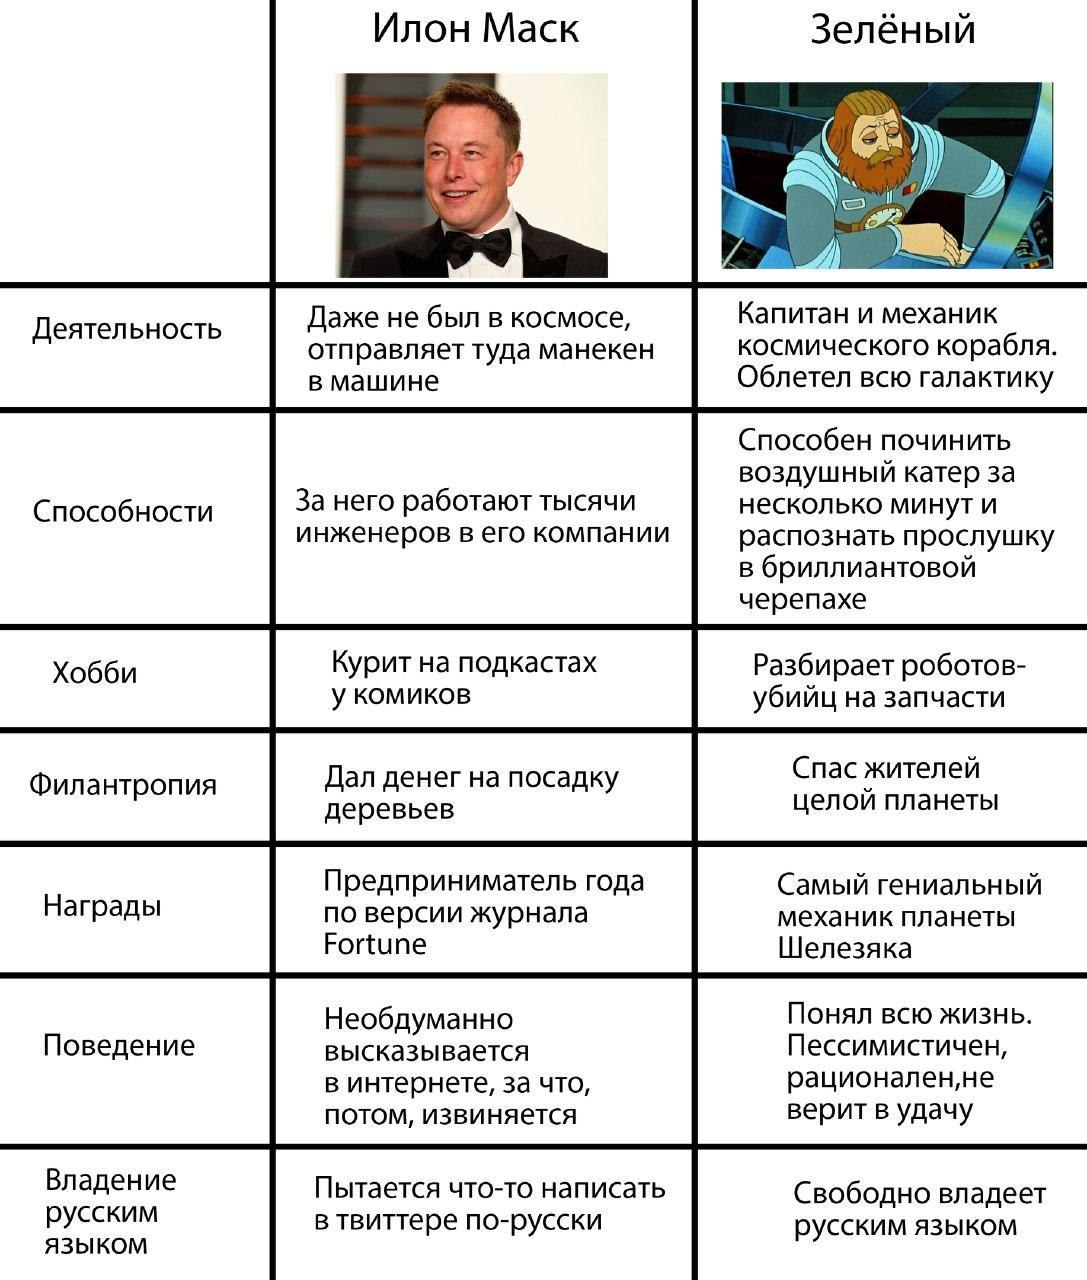 Илон Маск
Зелёный
Деятельность
Даже не был в космосе,
отправляет туда манекен
в машине
Капитан и механик
космического корабля.
Облетел всю галактику
Способности
За него работают тысячи
инженеров в его компании
Способен починить
воздушный катер за
несколько минут и
распознать прослушку
в бриллиантовой
черепахе
Хобби
Курит на подкастах
у комиков
Разбирает роботов-
убийц на запчасти
Филантропия
Дал денег на посадку
деревьев
Спас жителей
целой планеты
Награды
Предприниматель года
по версии журнала
Fortune
Самый гениальный
механик планеты
Шелезяка
Поведение
Необдуманно
высказывается
в интернете, за что,
потом, извиняется
Понял всю жизнь.
Пессимистичен,
рационален,не
верит в удачу
Владение
русским
языком
Пытается что-то написать
в твиттере по-русски
Свободно владеет
русским языком